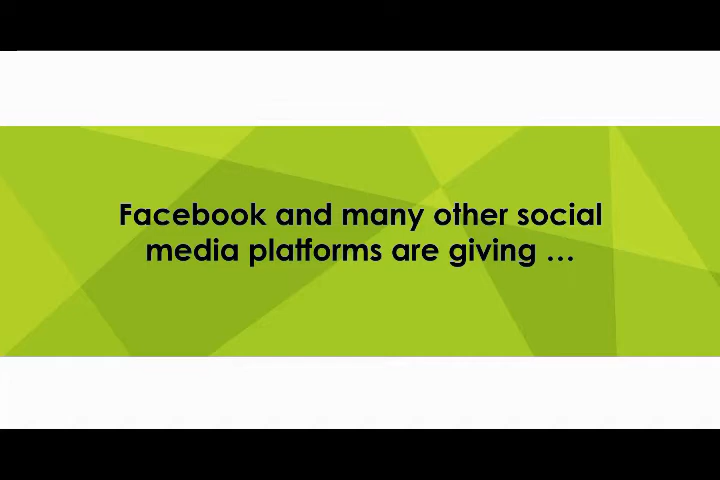 Facebook and many other social
media platforms are giving …